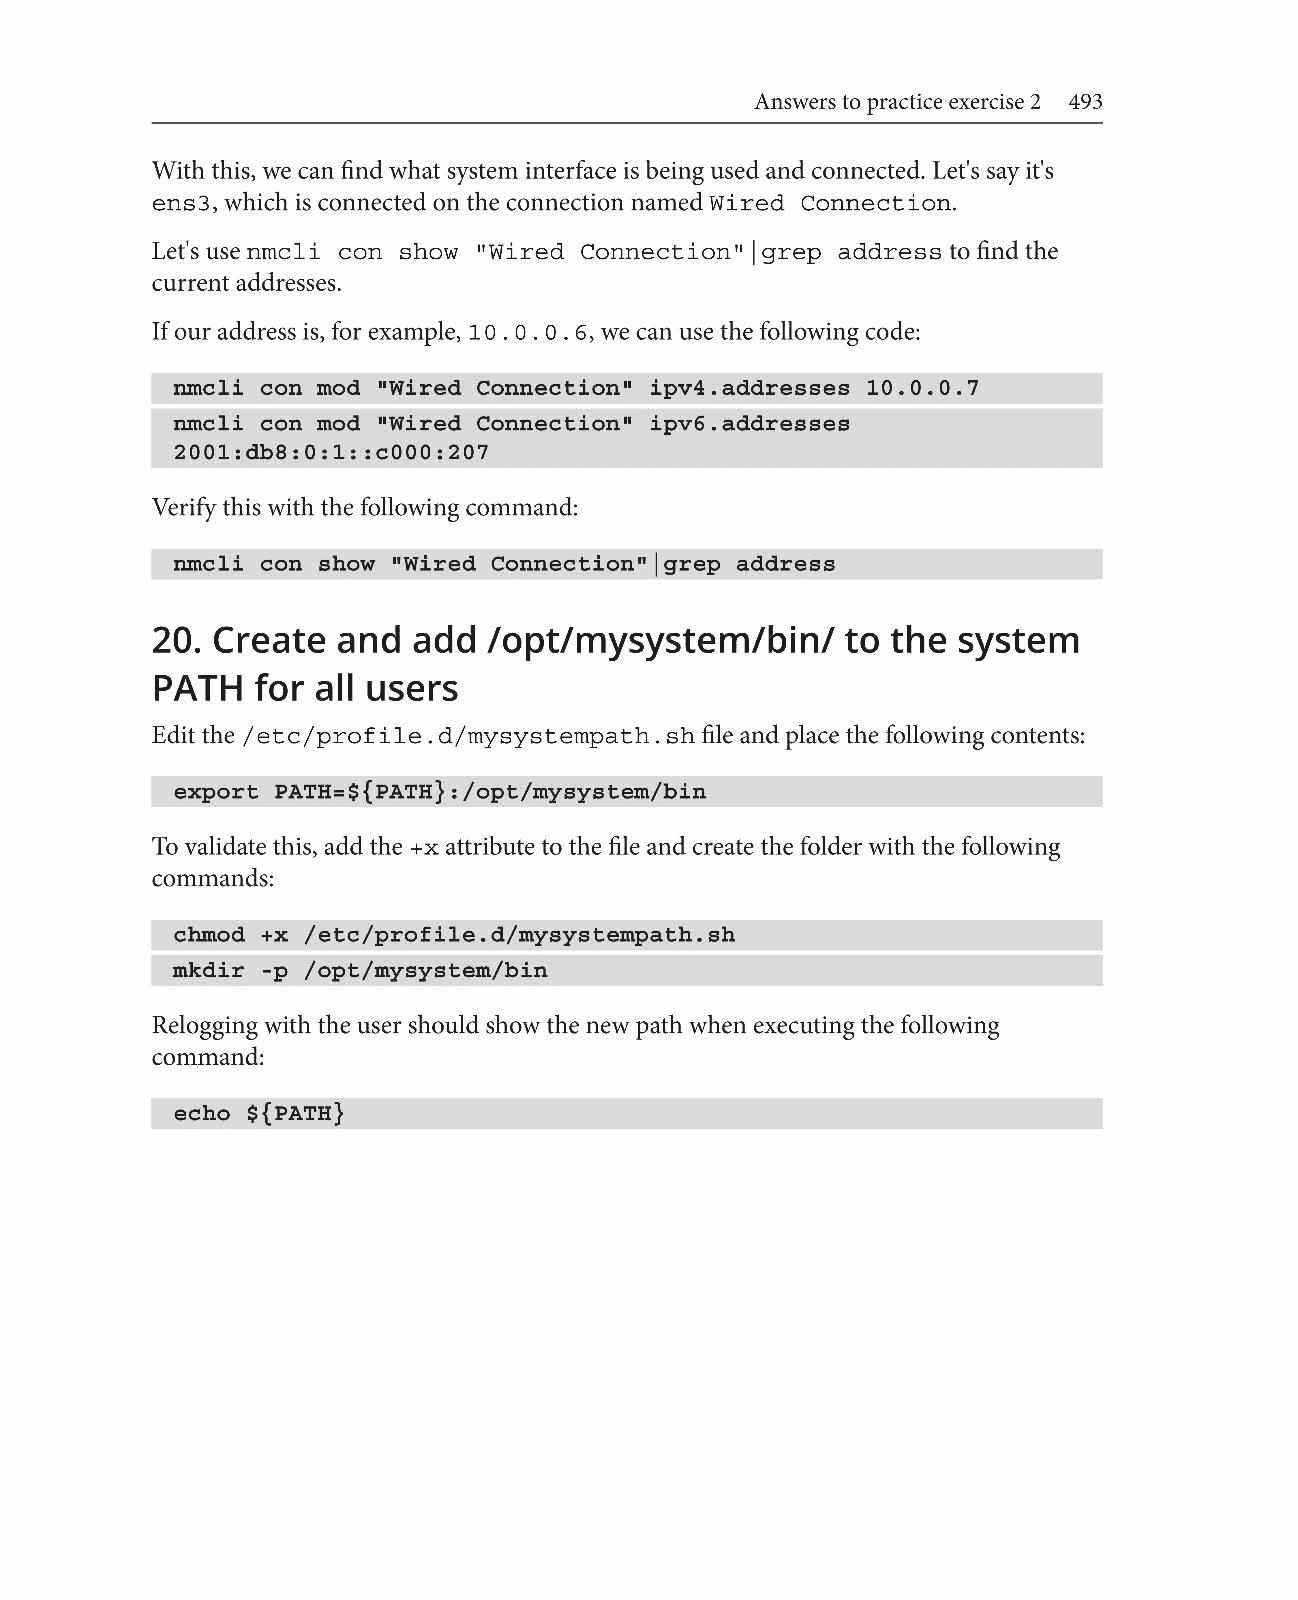 Answers to practice exercise 2 493
With this, we can find what system interface is being used and connected. Let's say it's
ens3, which is connected on the connection named Wired Connection.
Let's use nmcli con show "Wired Connection"|grep address to find the
current addresses.
If our address is, for example, 10.0.0.6, we can use the following code:
nmcli con mod "Wired Connection" ipv4.addresses 10.0.0.7
nmcli con mod "Wired Connection" ipv6.addresses
2001:db8:0:1::c000:207
Verify this with the following command:
nmcli con show "Wired Connection"|grep address
20. Create and add /opt/mysystem/bin/ to the system
PATH for all users
Edit the /etc/profile.d/mysystempath.sh file and place the following contents:
export PATH=${PATH}:/opt/mysystem/bin
To validate this, add the +x attribute to the file and create the folder with the following
commands:
chmod +x /etc/profile.d/mysystempath.sh
mkdir -p /opt/mysystem/bin
Relogging with the user should show the new path when executing the following
command:
echo ${PATH}